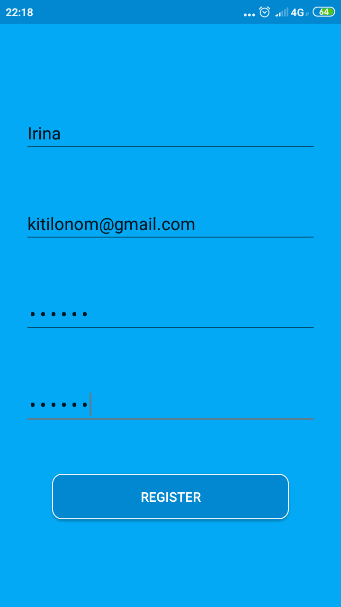 22:18 ... 4G 64
Irina
kitilonom@gmail.com
••••••
••••••
REGISTER